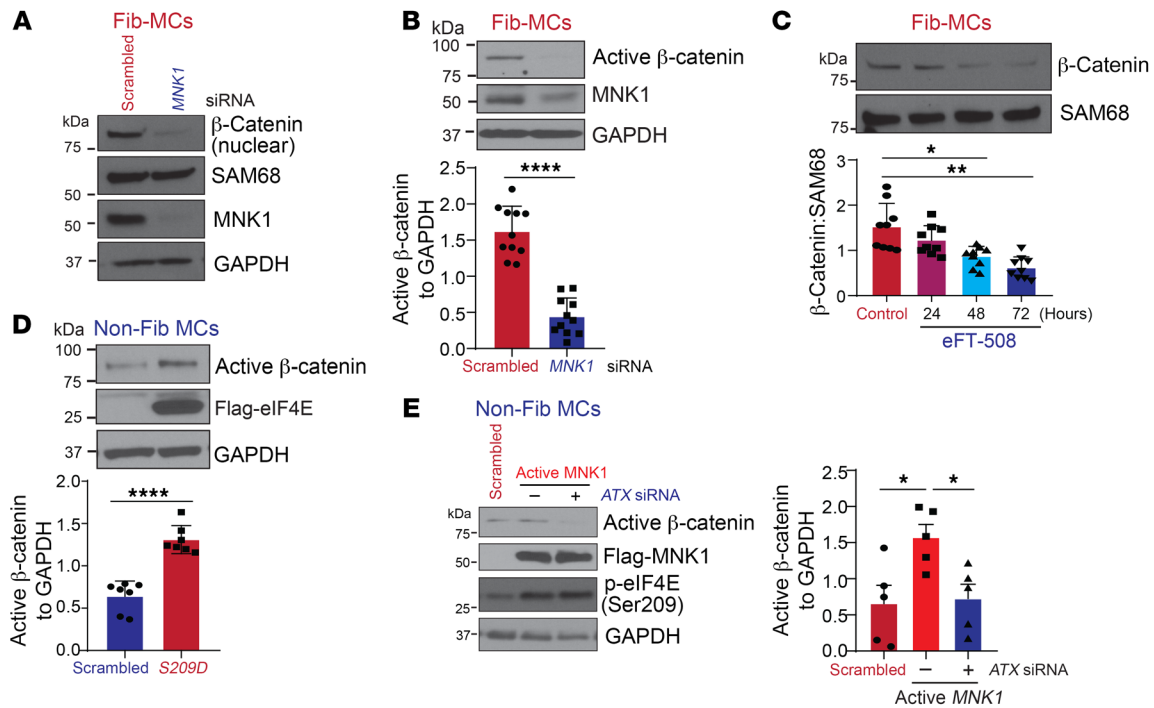 A
Fib-MCs
Scrambled
MNK1
siRNA
kDa
β-Catenin
(nuclear)
75
SAM68
50
MNK1
50
GAPDH
37
B
Fib-MCs
kDa
100
Active β-catenin
75
MNK1
50
GAPDH
37
****
Active β-catenin
to GAPDH
2.5
2.0
1.5
1.0
0.5
0.0
Scrambled MNK1 siRNA
C
Fib-MCs
kDa
β-Catenin
75
SAM68
75
*
**
β-Catenin:SAM68
3
2
1
0
Control 24 48 72 (Hours)
eFT-508
D
Non-Fib MCs
kDa
100
Active β-catenin
75
Flag-eIF4E
25
GAPDH
37
****
Active β-catenin
to GAPDH
2.0
1.5
1.0
0.5
0.0
Scrambled S209D
E
Non-Fib MCs
Scrambled
Active MNK1
– + ATX siRNA
kDa
Active β-catenin
75
Flag-MNK1
50
p-eIF4E
(Ser209)
25
GAPDH
37
* *
Active β-catenin
to GAPDH
2.5
2.0
1.5
1.0
0.5
0.0
Scrambled – + ATX siRNA
Active MNK1